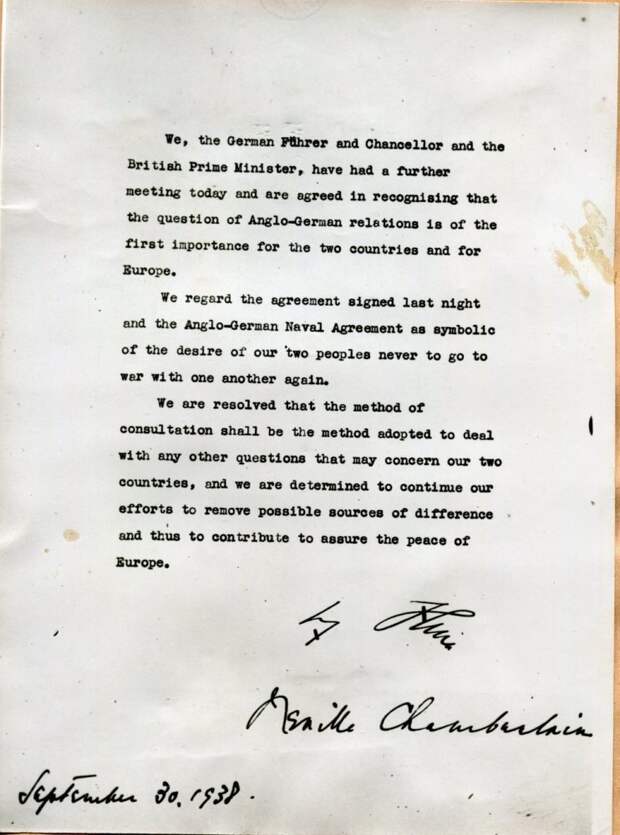 We, the German Führer and Chancellor and the
British Prime Minister, have had a further
meeting today and are agreed in recognising that
the question of Anglo-German relations is of the
first importance for the two countries and for
Europe.
We regard the agreement signed last night
and the Anglo-German Naval Agreement as symbolic
of the desire of our two peoples never to go to
war with one another again.
We are resolved that the method of
consultation shall be the method adopted to deal
with any other questions that may concern our two
countries, and we are determined to continue our
efforts to remove possible sources of difference
and thus to contribute to assure the peace of
Europe.
Neville Chamberlain
September 30, 1938.